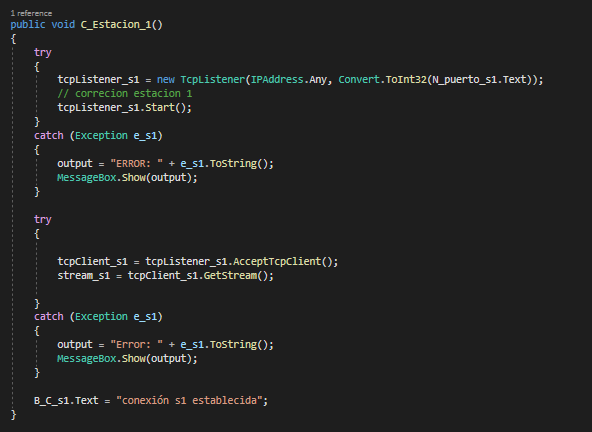 1 reference
public void C_Estacion_1()
{
try
{
tcpListener_s1 = new TcpListener(IPAddress.Any, Convert.ToInt32(N_puerto_s1.Text));
// correcion estacion 1
tcpListener_s1.Start();
}
catch (Exception e_s1)
{
output = "ERROR: " + e_s1.ToString();
MessageBox.Show(output);
}
try
{
tcpClient_s1 = tcpListener_s1.AcceptTcpClient();
stream_s1 = tcpClient_s1.GetStream();
}
catch (Exception e_s1)
{
output = "Error: " + e_s1.ToString();
MessageBox.Show(output);
}
B_C_s1.Text = "conexión s1 establecida";
}